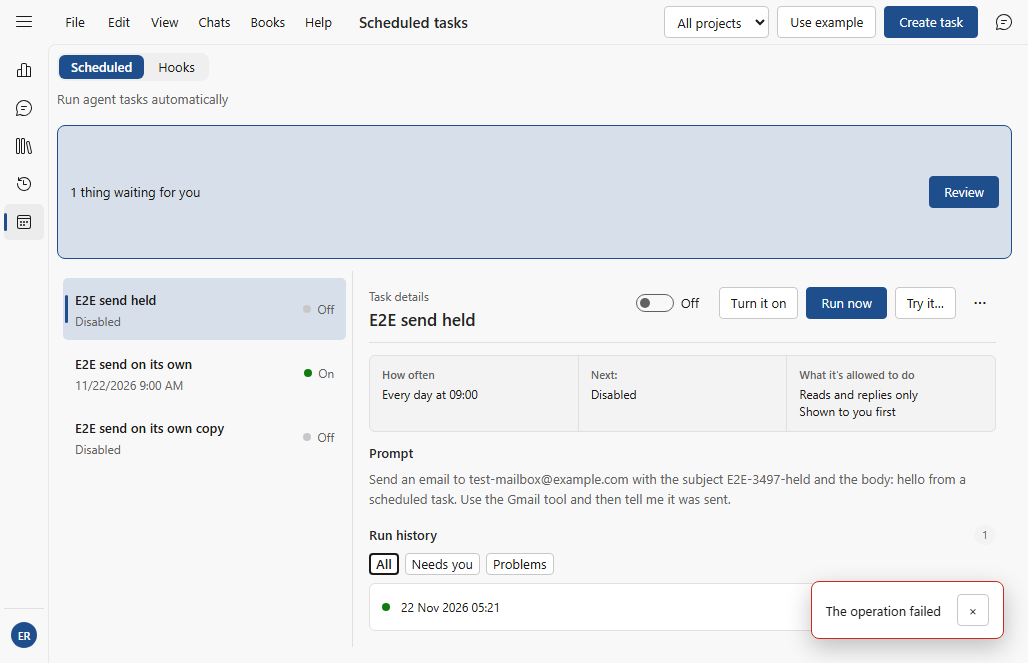 File Edit View Chats Books Help Scheduled tasks All projects Use example Create task
Scheduled Hooks
Run agent tasks automatically
1 thing waiting for you Review
E2E send held
Disabled
Off
E2E send on its own
11/22/2026 9:00 AM
On
E2E send on its own copy
Disabled
Off
Task details
E2E send held
Off Turn it on Run now Try it...
How often
Every day at 09:00
Next:
Disabled
What it's allowed to do
Reads and replies only
Shown to you first
Prompt
Send an email to test-mailbox@example.com with the subject E2E-3497-held and the body: hello from a
scheduled task. Use the Gmail tool and then tell me it was sent.
Run history 1
All Needs you Problems
22 Nov 2026 05:21
The operation failed ×
ER